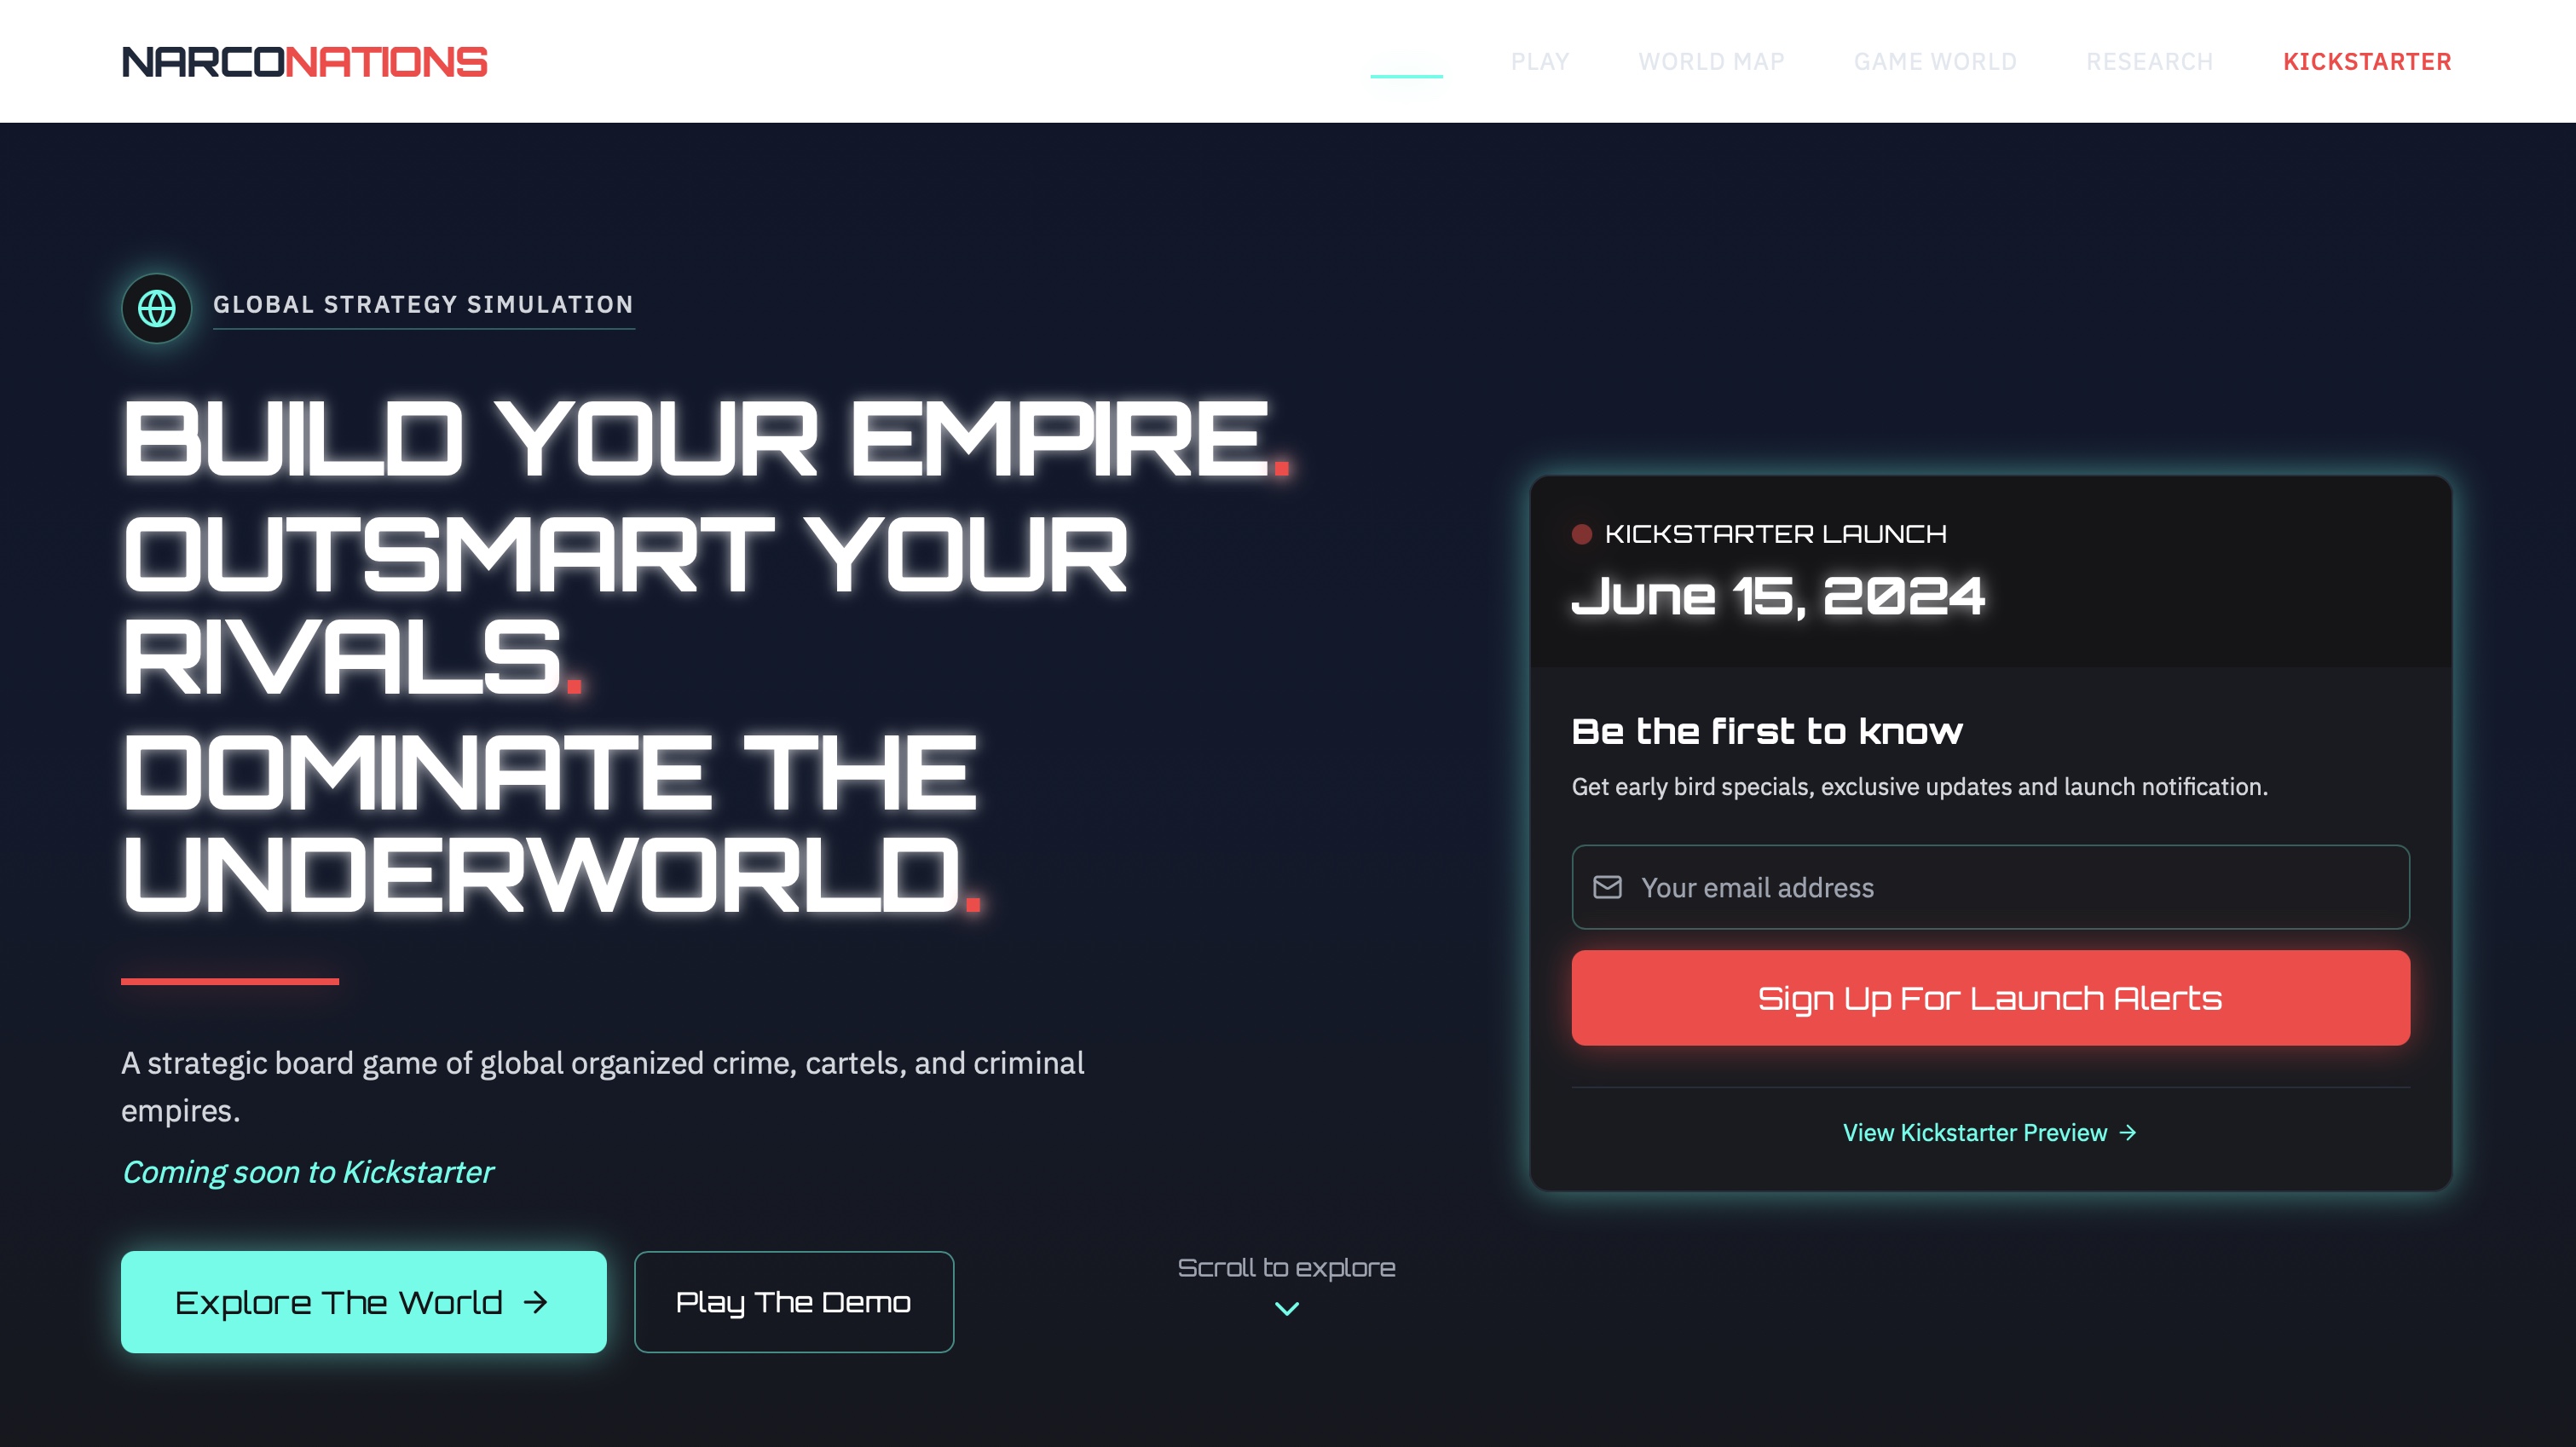 NARCONATIONS
PLAY
WORLD MAP
GAME WORLD
RESEARCH
KICKSTARTER
GLOBAL STRATEGY SIMULATION
BUILD YOUR EMPIRE.
OUTSMART YOUR
RIVALS.
DOMINATE THE
UNDERWORLD.
A strategic board game of global organized crime, cartels, and criminal
empires.
Coming soon to Kickstarter
Explore The World
Play The Demo
Scroll to explore
KICKSTARTER LAUNCH
June 15, 2024
Be the first to know
Get early bird specials, exclusive updates and launch notification.
Your email address
Sign Up For Launch Alerts
View Kickstarter Preview